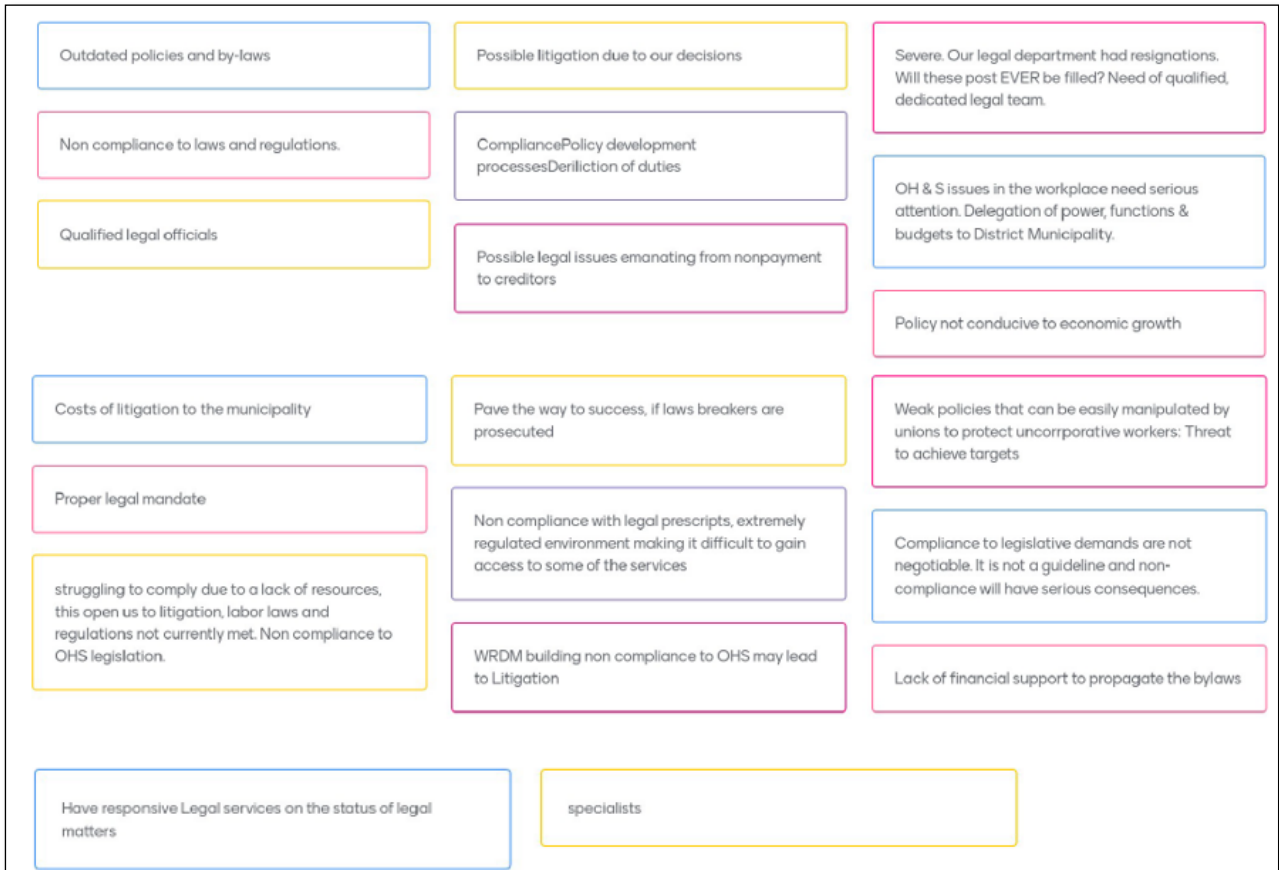 Outdated policies and by-laws
Non compliance to laws and regulations.
Qualified legal officials
Possible litigation due to our decisions
CompliancePolicy development
processesDeriliction of duties
Possible legal issues emanating from nonpayment
to creditors
Severe. Our legal department had resignations.
Will these post EVER be filled? Need of qualified,
dedicated legal team.
OH & S issues in the workplace need serious
attention. Delegation of power, functions &
budgets to District Municipality.
Policy not conducive to economic growth
Costs of litigation to the municipality
Proper legal mandate
struggling to comply due to a lack of resources,
this open us to litigation, labor laws and
regulations not currently met. Non compliance to
OHS legislation.
Pave the way to success, if laws breakers are
prosecuted
Non compliance with legal prescripts, extremely
regulated environment making it difficult to gain
access to some of the services
WRDM building non compliance to OHS may lead
to Litigation
Weak policies that can be easily manipulated by
unions to protect uncorrporative workers: Threat
to achieve targets
Compliance to legislative demands are not
negotiable. It is not a guideline and non-
compliance will have serious consequences.
Lack of financial support to propagate the bylaws
Have responsive Legal services on the status of legal
matters
specialists